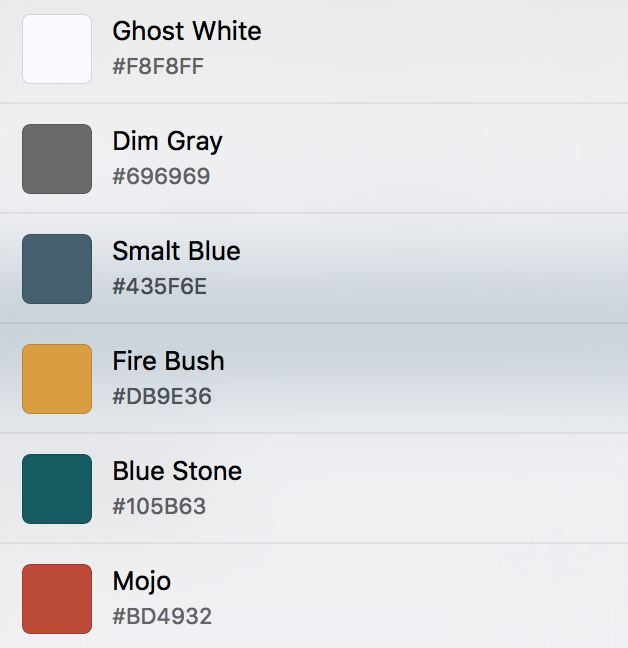 Ghost White
#F8F8FF
Dim Gray
#696969
Smalt Blue
#435F6E
Fire Bush
#DB9E36
Blue Stone
#105B63
Mojo
#BD4932